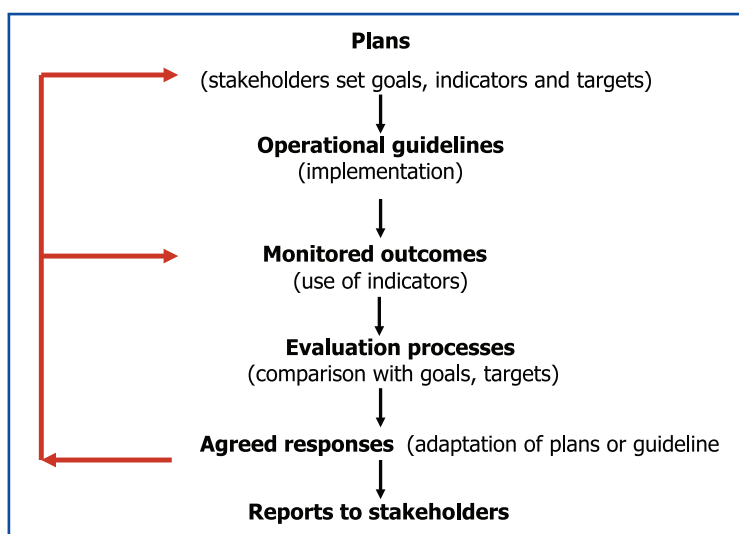 Plans
(stakeholders set goals, indicators and targets)
Operational guidelines
(implementation)
Monitored outcomes
(use of indicators)
Evaluation processes
(comparison with goals, targets)
Agreed responses (adaptation of plans or guideline
Reports to stakeholders